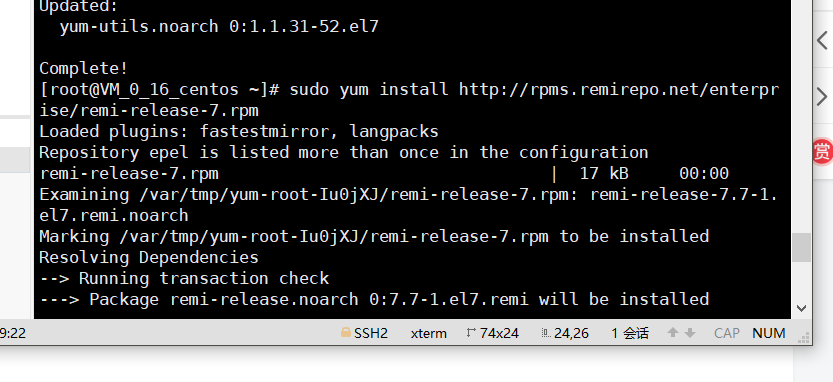 Updated:
  yum-utils.noarch 0:1.1.31-52.el7
Complete!
[root@VM_0_16_centos ~]# sudo yum install http://rpms.remirepo.net/enterpr
ise/remi-release-7.rpm
Loaded plugins: fastestmirror, langpacks
Repository epel is listed more than once in the configuration
remi-release-7.rpm | 17 kB 00:00
Examining /var/tmp/yum-root-Iu0jXJ/remi-release-7.rpm: remi-release-7.7-1.
el7.remi.noarch
Marking /var/tmp/yum-root-Iu0jXJ/remi-release-7.rpm to be installed
Resolving Dependencies
--> Running transaction check
---> Package remi-release.noarch 0:7.7-1.el7.remi will be installed
赏
9:22 SSH2 xterm 74x24 24,26 1 会话 CAP NUM